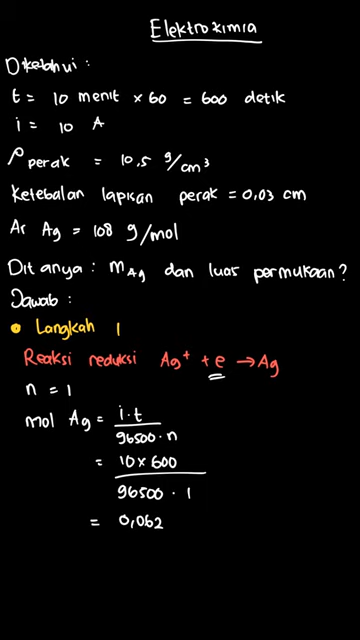 Elektrokimia
Diketahui :
t = 10 menit × 60 = 600 detik
i = 10 A
ρ perak = 10,5 g/cm³
Ketebalan lapisan perak = 0,03 cm
Ar Ag = 108 g/mol
Ditanya : mAg dan luas permukaan?
Jawab :
• Langkah 1
Reaksi reduksi Ag⁺ + e → Ag
n = 1
mol Ag = i · t / 96500 · n
= 10 × 600 / 96500 · 1
= 0,062